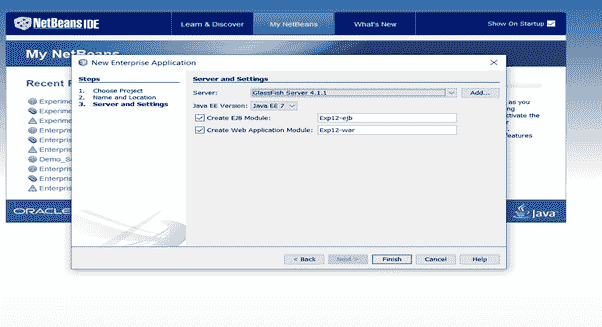 NetBeans IDE
Learn & Discover
My NetBeans
What's New
Show On Startup
My NetBeans
New Enterprise Application
Steps
1. Choose Project
2. Name and Location
3. Server and Settings
Server and Settings
Server: GlassFish Server 4.1.1 Add...
Java EE Version: Java EE 7
Create EJB Module: Exp12-ejb
Create Web Application Module: Exp12-war
Recent
Experime
Experime
Experime
Enterpris
Enterpris
Enterpris
Demo_S
Enterpris
Enterpris
as you
ng
activate the
r
features
ORACLE
Java
< Back Next > Finish Cancel Help